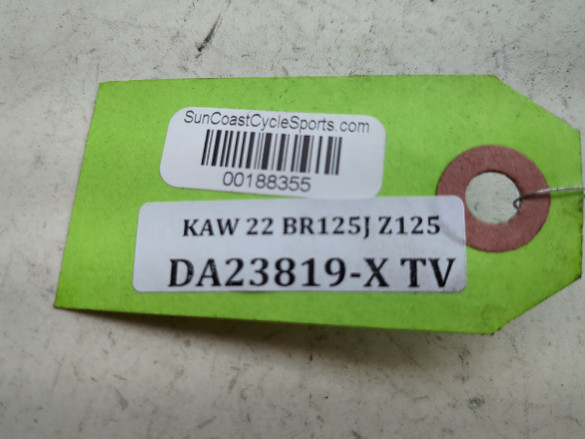 SunCoastCycleSports.com
00188355
KAW 22 BR125J Z125
DA23819-X TV